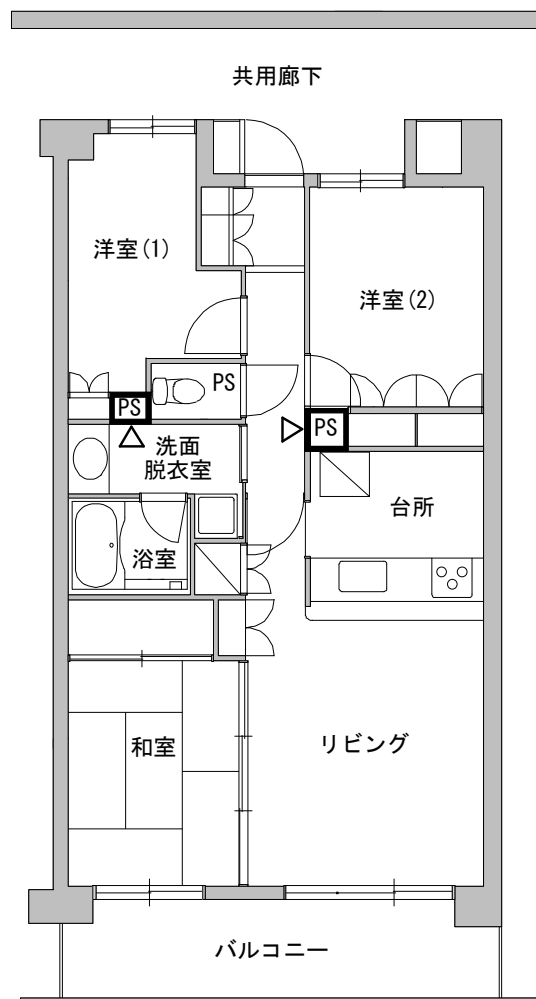 共用廊下
洋室(1)
洋室(2)
PS
PS
PS
洗面
脱衣室
台所
浴室
和室
リビング
バルコニー